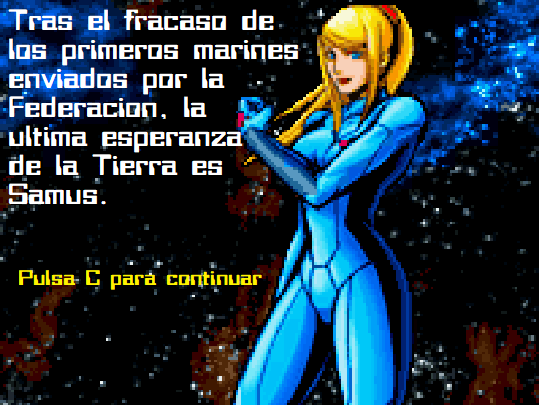 Tras el fracaso de
los primeros marines
enviados por la
Federacion, la
ultima esperanza
de la Tierra es
Samus.
Pulsa C para continuar